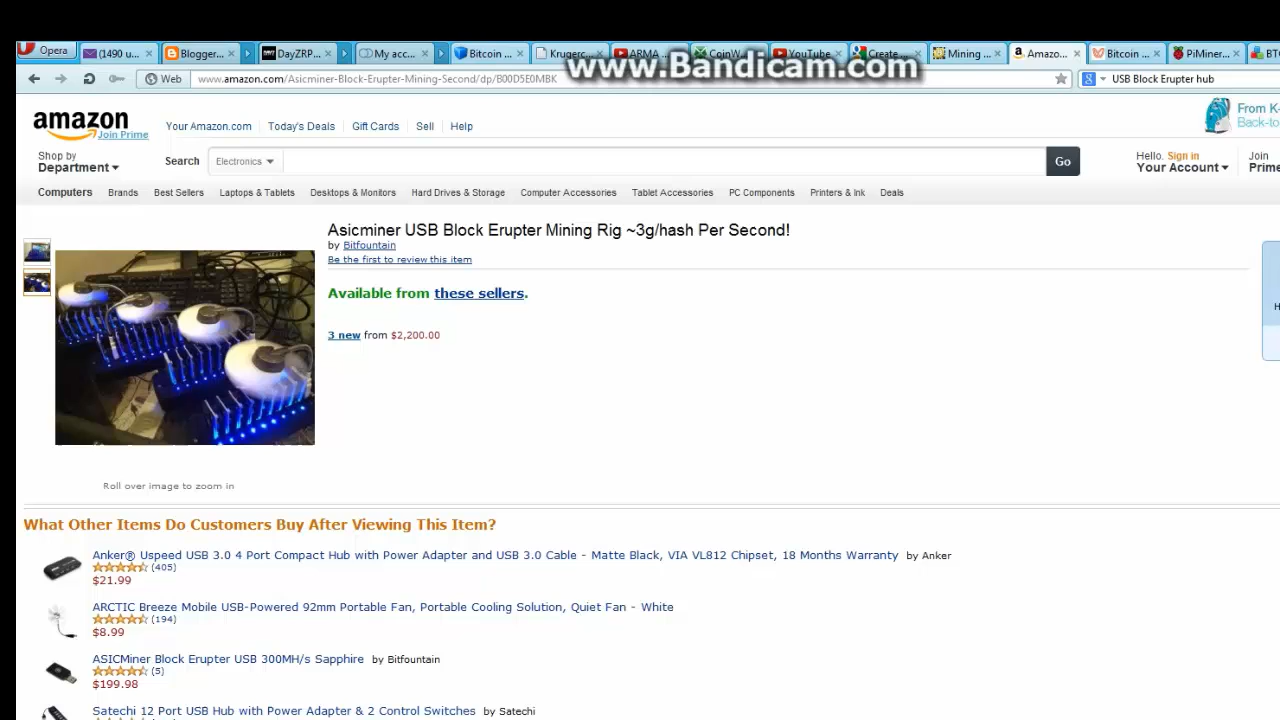 Opera
(1490 u...
Blogger...
DayZRP...
My acc...
Bitcoin ...
Krugerc...
ARMA
CoinW...
YouTube...
Create...
Mining ...
Amazo...
Bitcoin ...
PiMiner...
BTC
www.Bandicam.com
Web
www.amazon.com/Asicminer-Block-Erupter-Mining-Second/dp/B00D5E0MBK
USB Block Erupter hub
amazon
Join Prime
Your Amazon.com
Today's Deals
Gift Cards
Sell
Help
From K-
Back-to
Shop by
Department
Search
Electronics
Go
Hello. Sign in
Your Account
Join
Prime
Computers
Brands
Best Sellers
Laptops & Tablets
Desktops & Monitors
Hard Drives & Storage
Computer Accessories
Tablet Accessories
PC Components
Printers & Ink
Deals
Asicminer USB Block Erupter Mining Rig ~3g/hash Per Second!
by Bitfountain
Be the first to review this item
Available from these sellers.
3 new from $2,200.00
Roll over image to zoom in
What Other Items Do Customers Buy After Viewing This Item?
Anker® Uspeed USB 3.0 4 Port Compact Hub with Power Adapter and USB 3.0 Cable - Matte Black, VIA VL812 Chipset, 18 Months Warranty by Anker
(405)
$21.99
ARCTIC Breeze Mobile USB-Powered 92mm Portable Fan, Portable Cooling Solution, Quiet Fan - White
(194)
$8.99
ASICMiner Block Erupter USB 300MH/s Sapphire by Bitfountain
(5)
$199.98
Satechi 12 Port USB Hub with Power Adapter & 2 Control Switches by Satechi